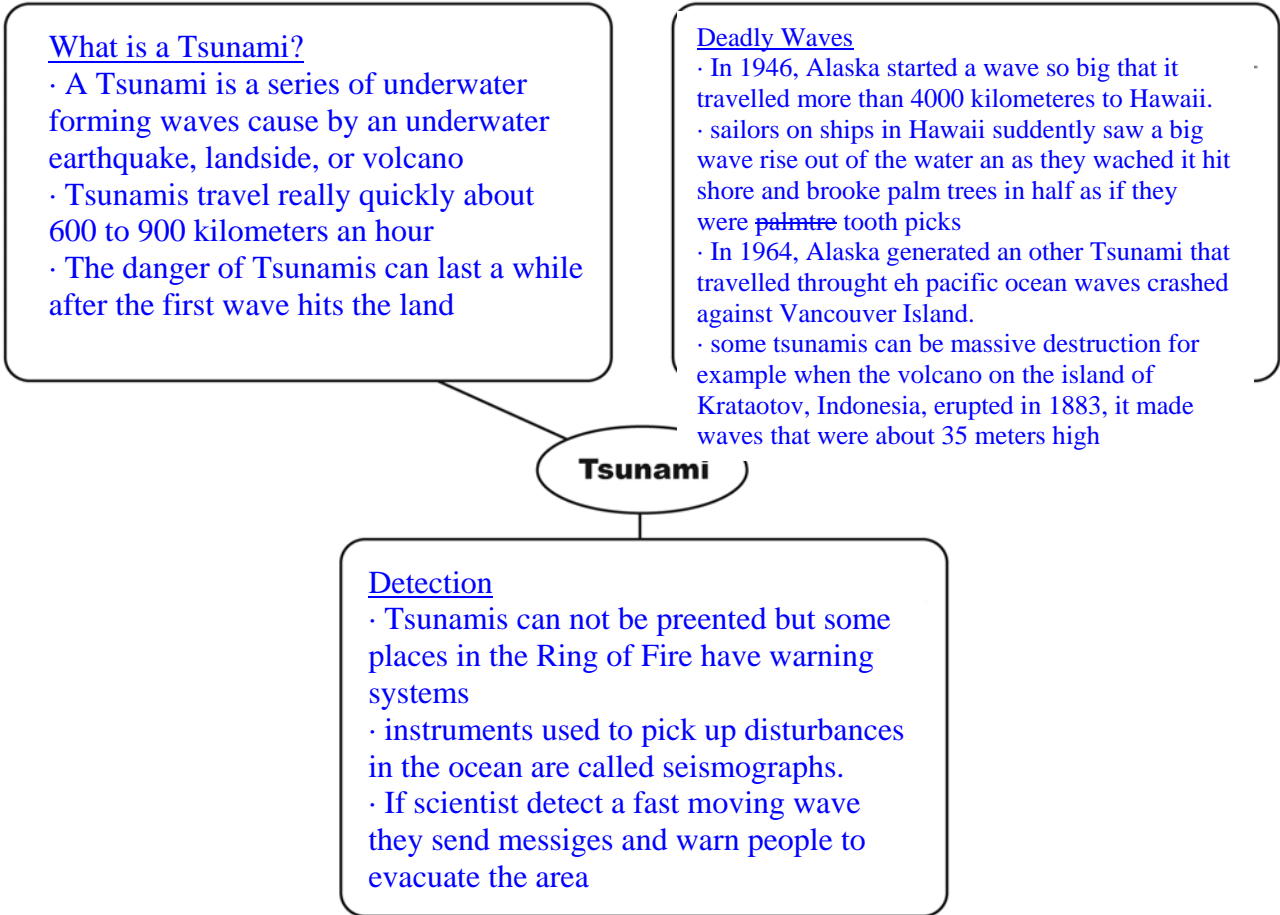 What is a Tsunami?
· A Tsunami is a series of underwater
forming waves cause by an underwater
earthquake, landside, or volcano
· Tsunamis travel really quickly about
600 to 900 kilometers an hour
· The danger of Tsunamis can last a while
after the first wave hits the land
Deadly Waves
· In 1946, Alaska started a wave so big that it
travelled more than 4000 kilometeres to Hawaii.
· sailors on ships in Hawaii suddently saw a big
wave rise out of the water an as they wached it hit
shore and brooke palm trees in half as if they
were palmtre tooth picks
· In 1964, Alaska generated an other Tsunami that
travelled throught eh pacific ocean waves crashed
against Vancouver Island.
· some tsunamis can be massive destruction for
example when the volcano on the island of
Krataotov, Indonesia, erupted in 1883, it made
waves that were about 35 meters high
Tsunami
Detection
· Tsunamis can not be preented but some
places in the Ring of Fire have warning
systems
· instruments used to pick up disturbances
in the ocean are called seismographs.
· If scientist detect a fast moving wave
they send messiges and warn people to
evacuate the area